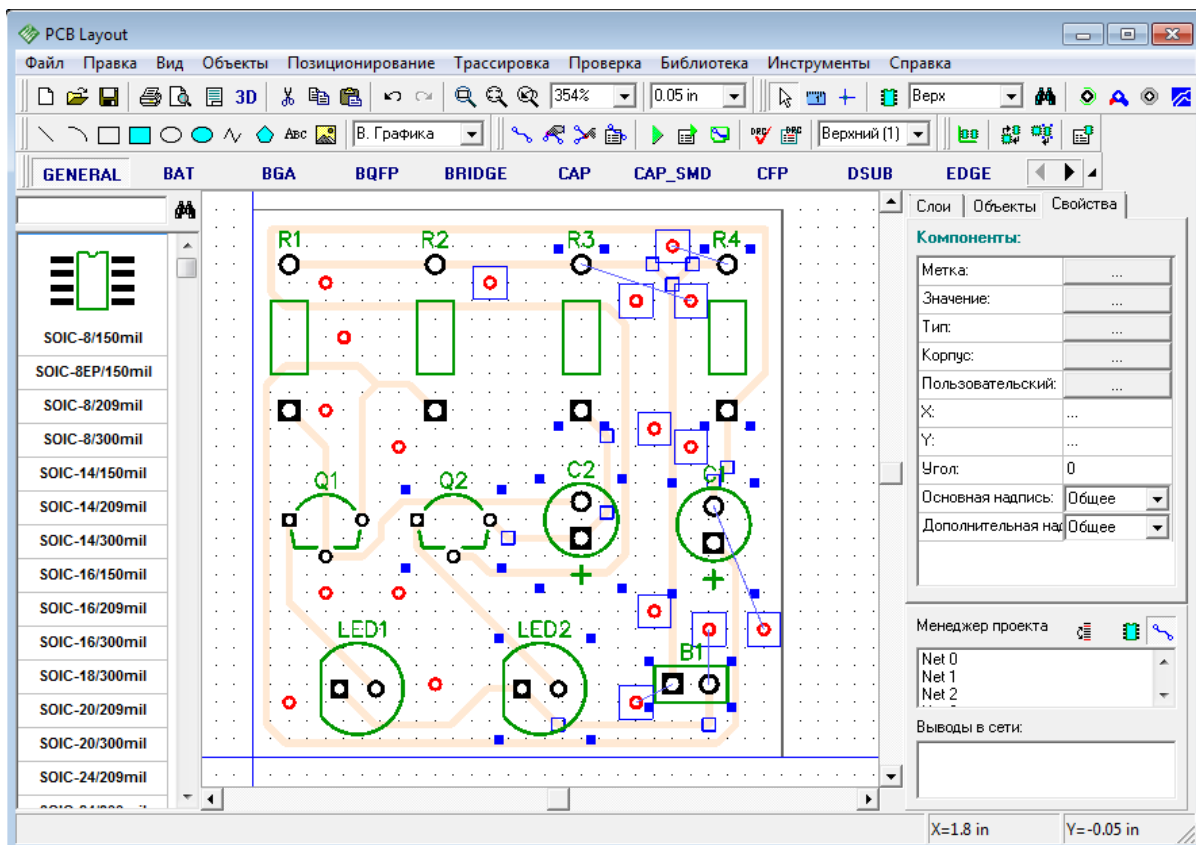 PCB Layout
Файл Правка Вид Объекты Позиционирование Трассировка Проверка Библиотека Инструменты Справка
3D 354% 0.05 in Верх
ABC В. Графика DRC DRC Верхний (1)
GENERAL BAT BGA BQFP BRIDGE CAP CAP_SMD CFP DSUB EDGE
SOIC-8/150mil
SOIC-8EP/150mil
SOIC-8/209mil
SOIC-8/300mil
SOIC-14/150mil
SOIC-14/209mil
SOIC-14/300mil
SOIC-16/150mil
SOIC-16/209mil
SOIC-16/300mil
SOIC-18/300mil
SOIC-20/209mil
SOIC-20/300mil
SOIC-24/209mil
R1 R2 R3 R4
Q1 Q2 C2 C1
+ +
LED1 LED2 B1
Слои Объекты Свойства
Компоненты:
Метка: ...
Значение: ...
Тип: ...
Корпус: ...
Пользовательский: ...
X: ...
Y: ...
Угол: 0
Основная надпись: Общее
Дополнительная над Общее
Менеджер проекта
Net 0
Net 1
Net 2
Выводы в сети:
X=1.8 in Y=-0.05 in